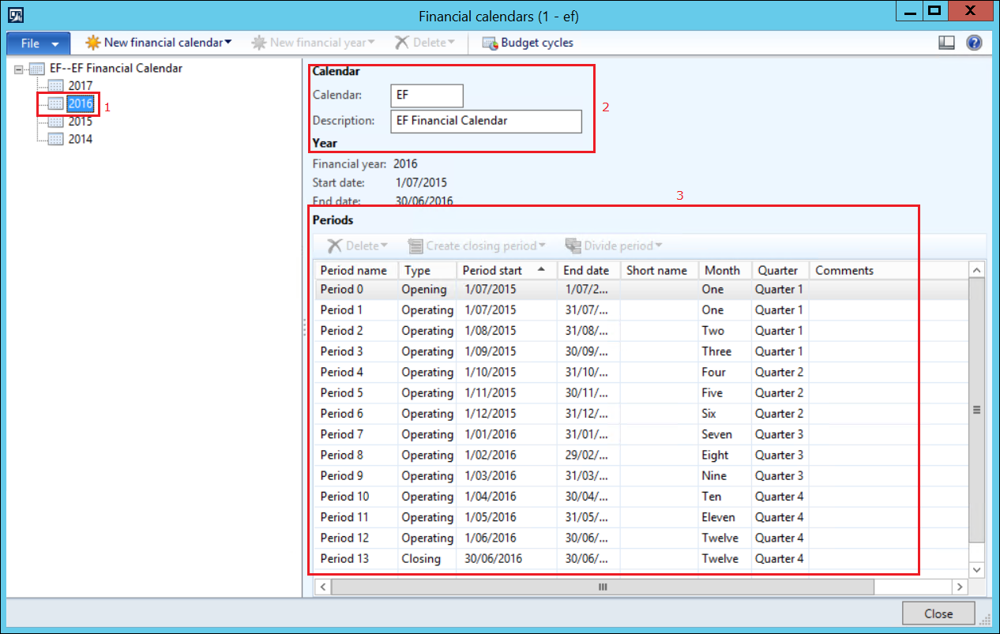 Financial calendars (1 - ef)
File New financial calendar New financial year Delete Budget cycles
EF--EF Financial Calendar
2017
2016 1
2015
2014
Calendar
Calendar: EF
2
Description: EF Financial Calendar
Year
Financial year: 2016
Start date: 1/07/2015
3
End date: 30/06/2016
Periods
Delete Create closing period Divide period
Period name Type Period start End date Short name Month Quarter Comments
Period 0 Opening 1/07/2015 1/07/2... One Quarter 1
Period 1 Operating 1/07/2015 31/07/... One Quarter 1
Period 2 Operating 1/08/2015 31/08/... Two Quarter 1
Period 3 Operating 1/09/2015 30/09/... Three Quarter 1
Period 4 Operating 1/10/2015 31/10/... Four Quarter 2
Period 5 Operating 1/11/2015 30/11/... Five Quarter 2
Period 6 Operating 1/12/2015 31/12/... Six Quarter 2
Period 7 Operating 1/01/2016 31/01/... Seven Quarter 3
Period 8 Operating 1/02/2016 29/02/... Eight Quarter 3
Period 9 Operating 1/03/2016 31/03/... Nine Quarter 3
Period 10 Operating 1/04/2016 30/04/... Ten Quarter 4
Period 11 Operating 1/05/2016 31/05/... Eleven Quarter 4
Period 12 Operating 1/06/2016 30/06/... Twelve Quarter 4
Period 13 Closing 30/06/2016 30/06/... Twelve Quarter 4
Close